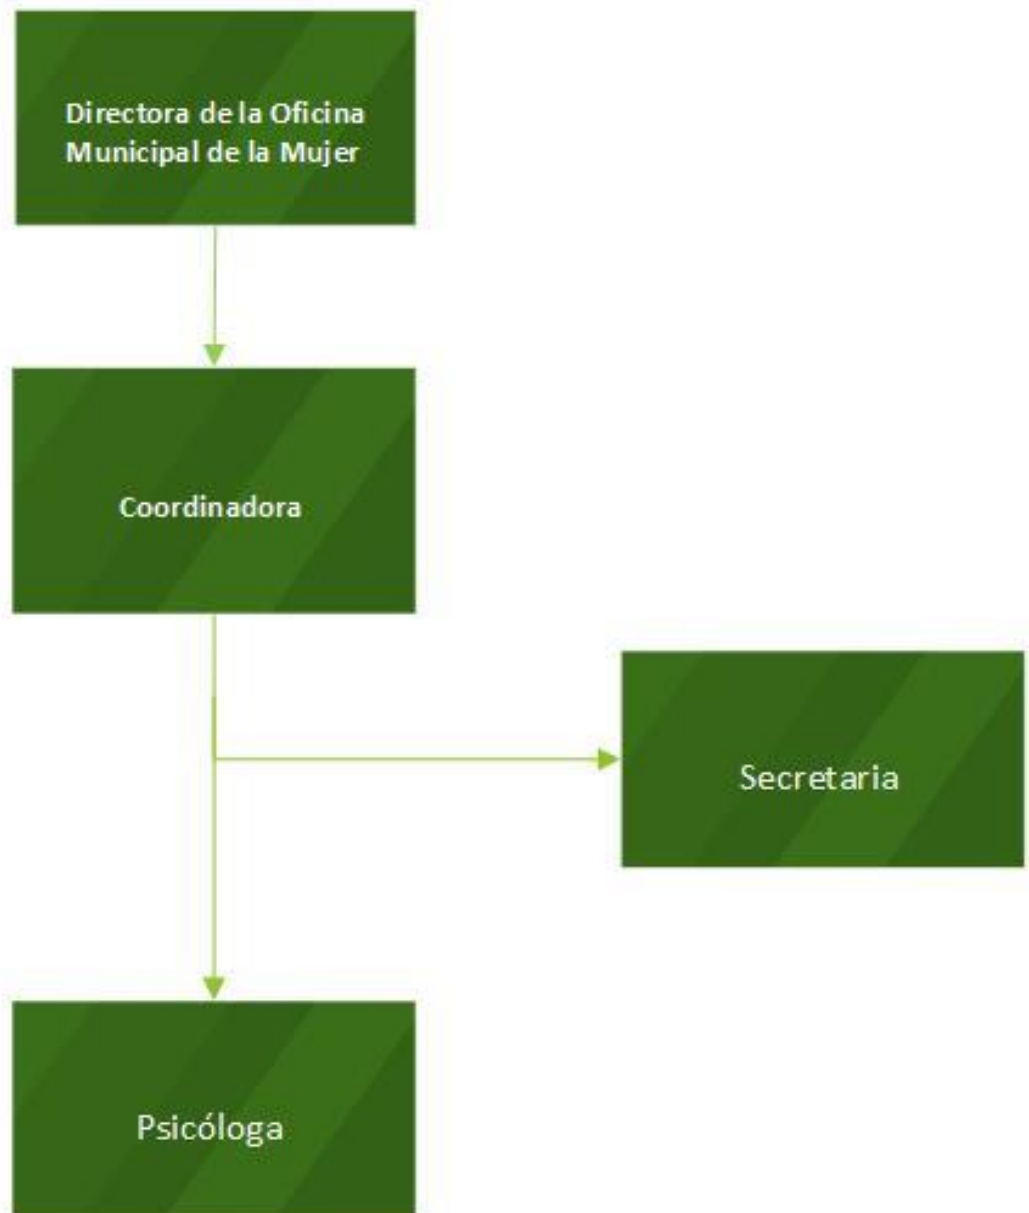 Directora de la Oficina
Municipal de la Mujer
Coordinadora
Secretaria
Psicóloga